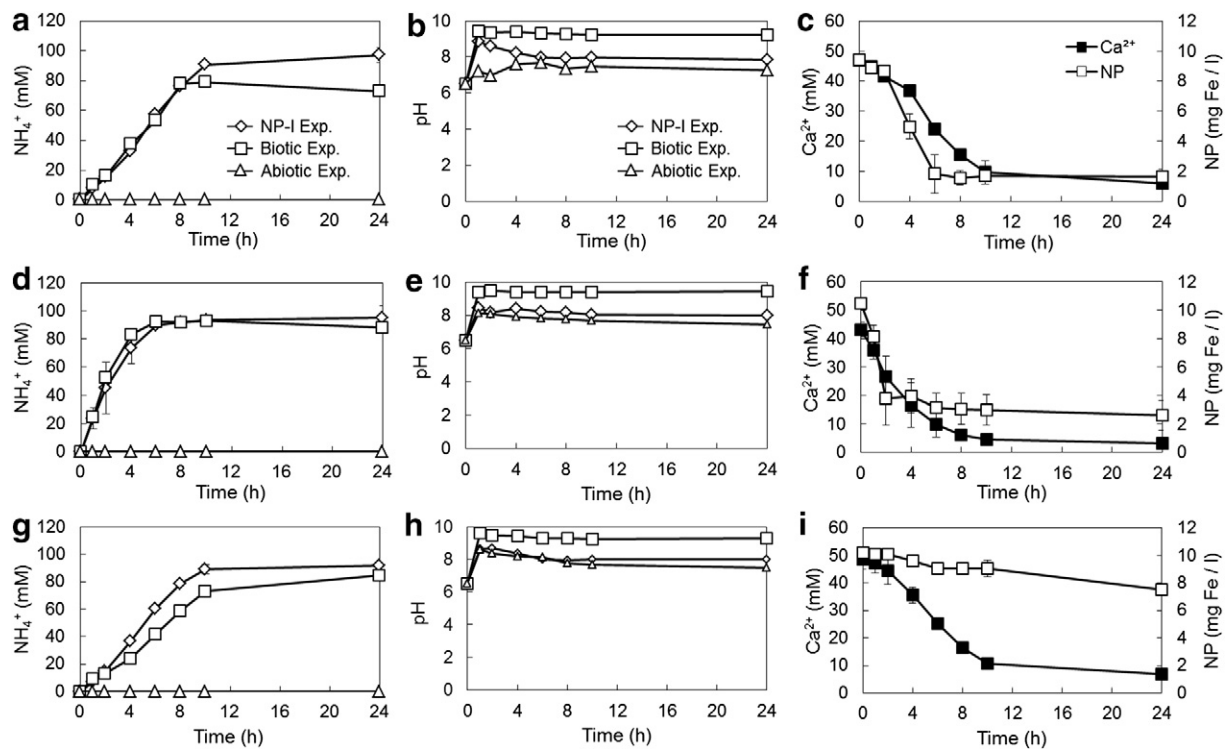 a
120
100
80
60
40
20
0
NH₄⁺ (mM)
0 4 8 12 16 20 24
Time (h)
NP-I Exp.
Biotic Exp.
Abiotic Exp.
b
10
8
6
4
2
0
pH
0 4 8 12 16 20 24
Time (h)
NP-I Exp.
Biotic Exp.
Abiotic Exp.
c
60
50
40
30
20
10
0
Ca²⁺ (mM)
0 4 8 12 16 20 24
Time (h)
Ca²⁺
NP
12
10
8
6
4
2
0
NP (mg Fe / l)
d
120
100
80
60
40
20
0
NH₄⁺ (mM)
0 4 8 12 16 20 24
Time (h)
e
10
8
6
4
2
0
pH
0 4 8 12 16 20 24
Time (h)
f
60
50
40
30
20
10
0
Ca²⁺ (mM)
0 4 8 12 16 20 24
Time (h)
12
10
8
6
4
2
0
NP (mg Fe / l)
g
120
100
80
60
40
20
0
NH₄⁺ (mM)
0 4 8 12 16 20 24
Time (h)
h
10
8
6
4
2
0
pH
0 4 8 12 16 20 24
Time (h)
i
60
50
40
30
20
10
0
Ca²⁺ (mM)
0 4 8 12 16 20 24
Time (h)
12
10
8
6
4
2
0
NP (mg Fe / l)